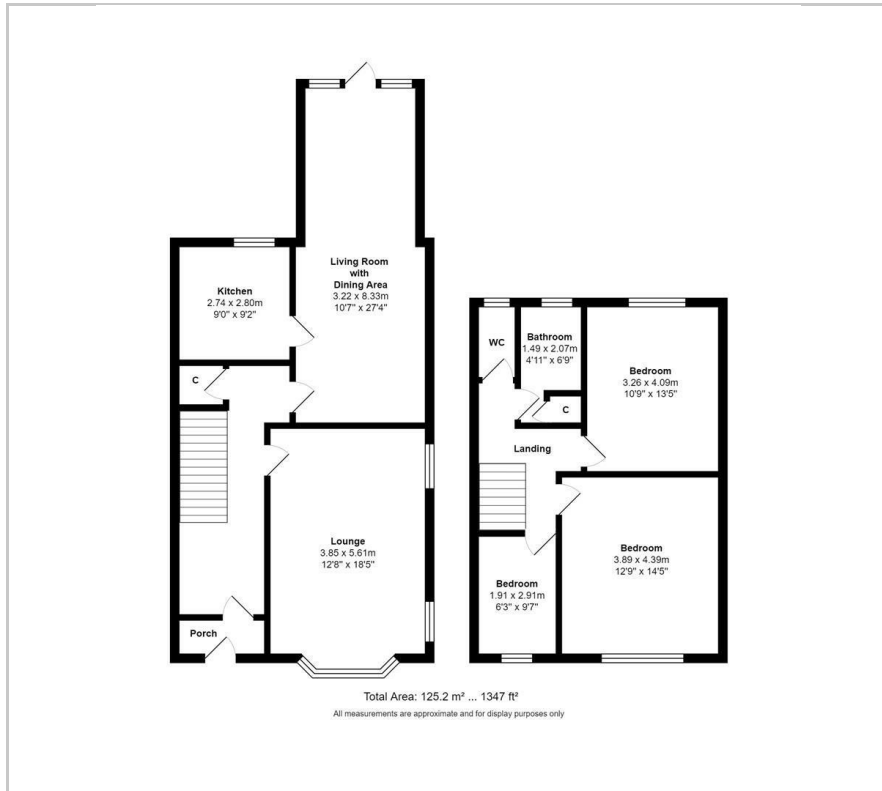 Living Room
with
Dining Area
3.22 x 8.33m
10'7" x 27'4"
Kitchen
2.74 x 2.80m
9'0" x 9'2"
C
Lounge
3.85 x 5.61m
12'8" x 18'5"
Porch
WC
Bathroom
1.49 x 2.07m
4'11" x 6'9"
C
Bedroom
3.26 x 4.09m
10'9" x 13'5"
Landing
Bedroom
3.89 x 4.39m
12'9" x 14'5"
Bedroom
1.91 x 2.91m
6'3" x 9'7"
Total Area: 125.2 m² ... 1347 ft²
All measurements are approximate and for display purposes only